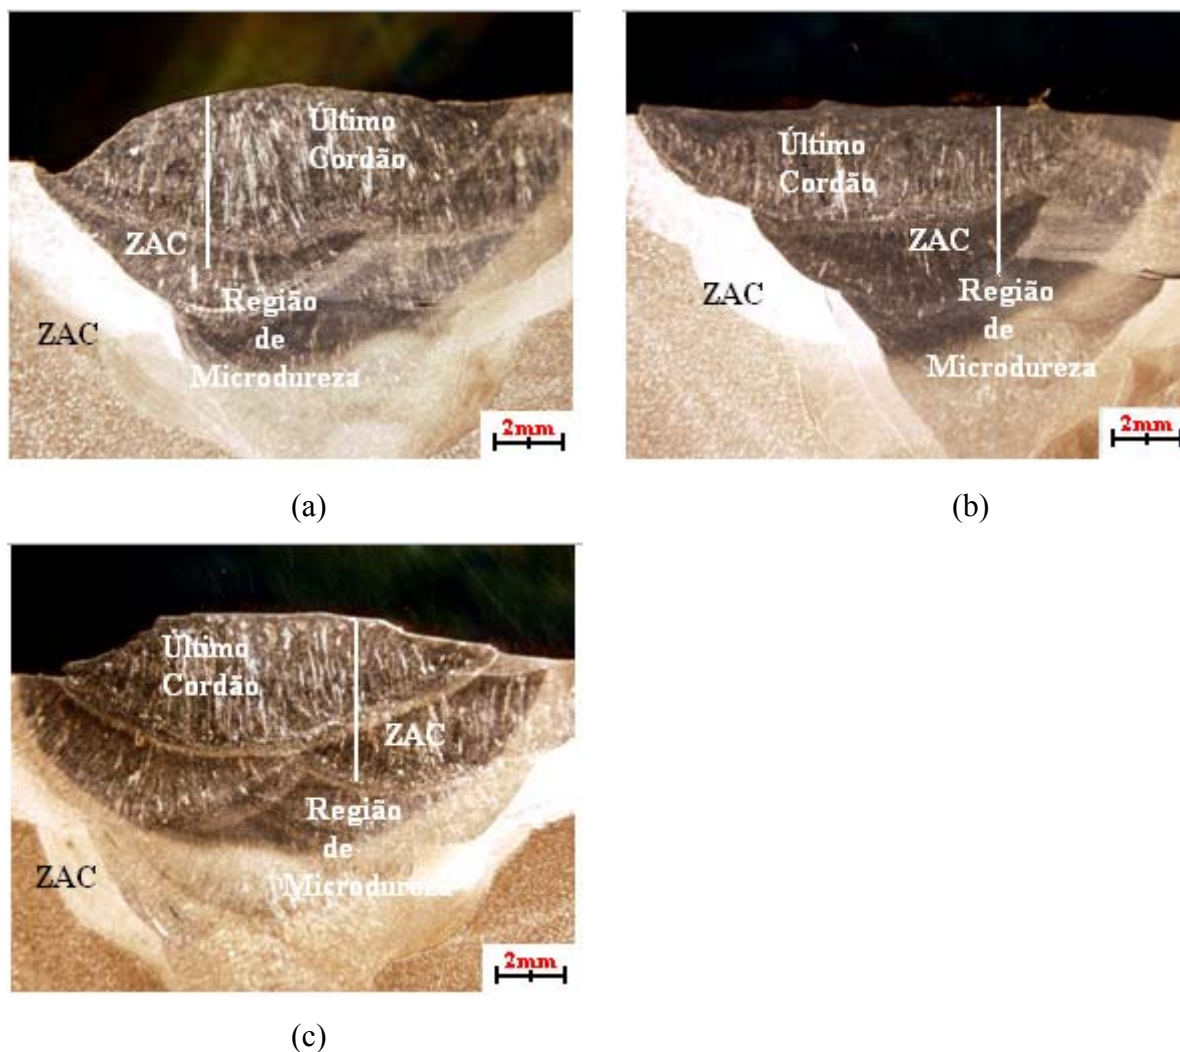 Último
Cordão
ZAC
Região
de
Microdureza
ZAC
2mm
(a)
Último
Cordão
ZAC
ZAC
Região
de
Microdureza
2mm
(b)
Último
Cordão
ZAC
Região
de
Microdureza
ZAC
2mm
(c)